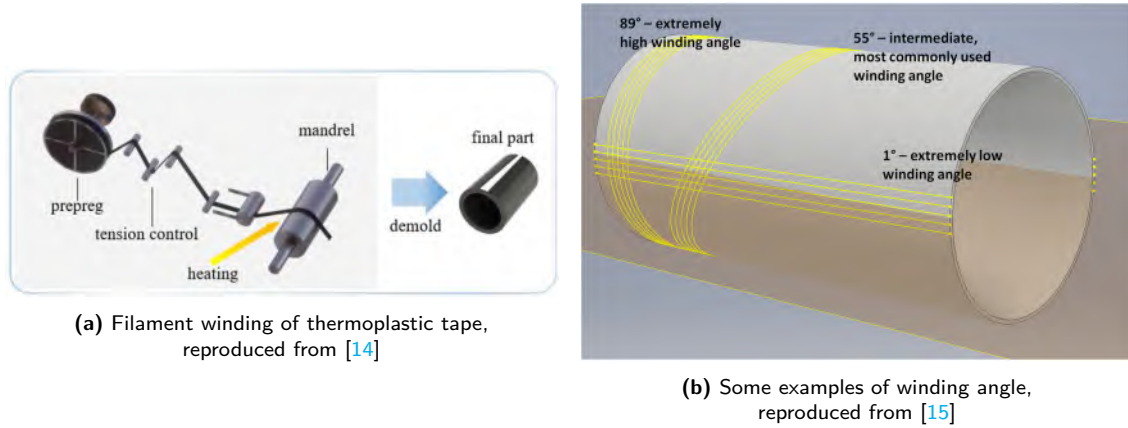 prepreg
tension control
heating
mandrel
demold
final part
(a) Filament winding of thermoplastic tape,
reproduced from [14]
89° – extremely
high winding angle
55° – intermediate,
most commonly used
winding angle
1° – extremely low
winding angle
(b) Some examples of winding angle,
reproduced from [15]